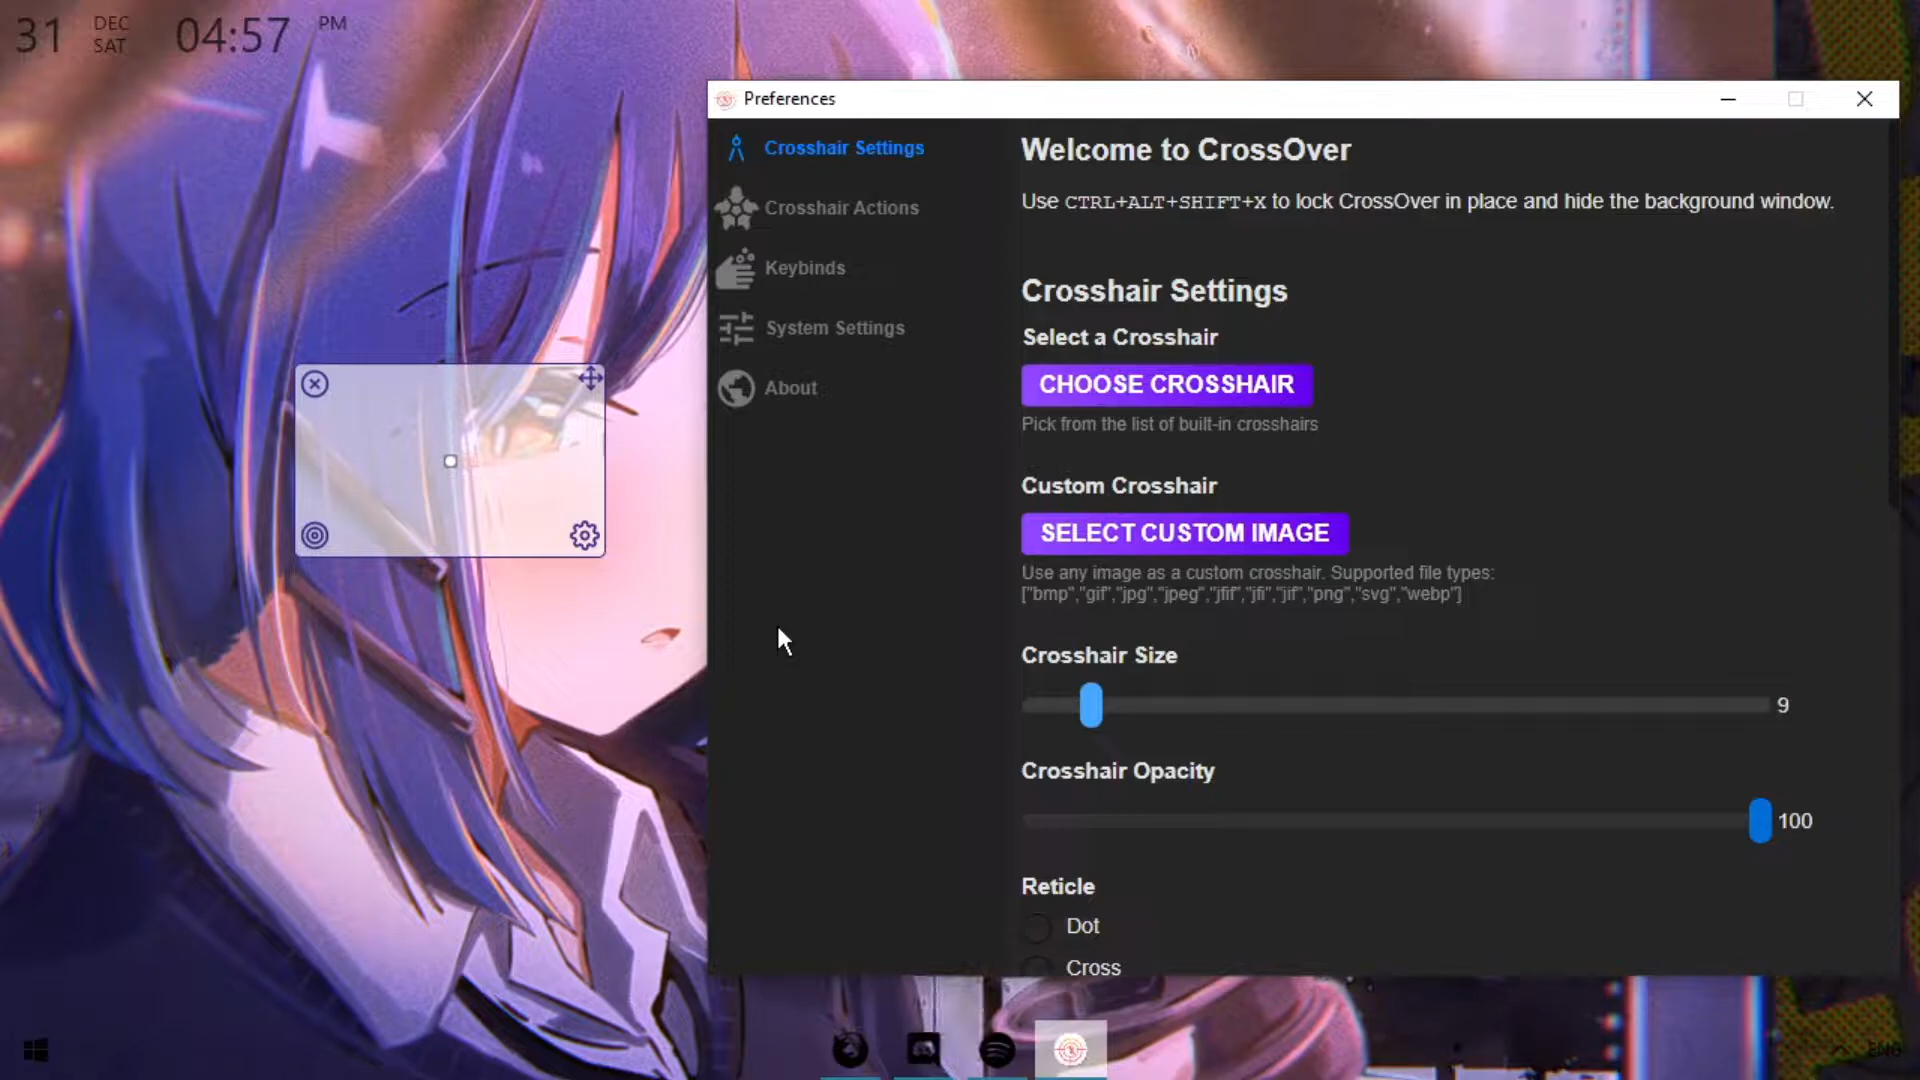 31
DEC
SAT
04:57
PM
Preferences
Crosshair Settings
Crosshair Actions
Keybinds
System Settings
About
Welcome to CrossOver
Use CTRL+ALT+SHIFT+X to lock CrossOver in place and hide the background window.
Crosshair Settings
Select a Crosshair
CHOOSE CROSSHAIR
Pick from the list of built-in crosshairs
Custom Crosshair
SELECT CUSTOM IMAGE
Use any image as a custom crosshair. Supported file types:
["bmp","gif","jpg","jpeg","jfif","jfi","jif","png","svg","webp"]
Crosshair Size
9
Crosshair Opacity
100
Reticle
Dot
Cross
ENG